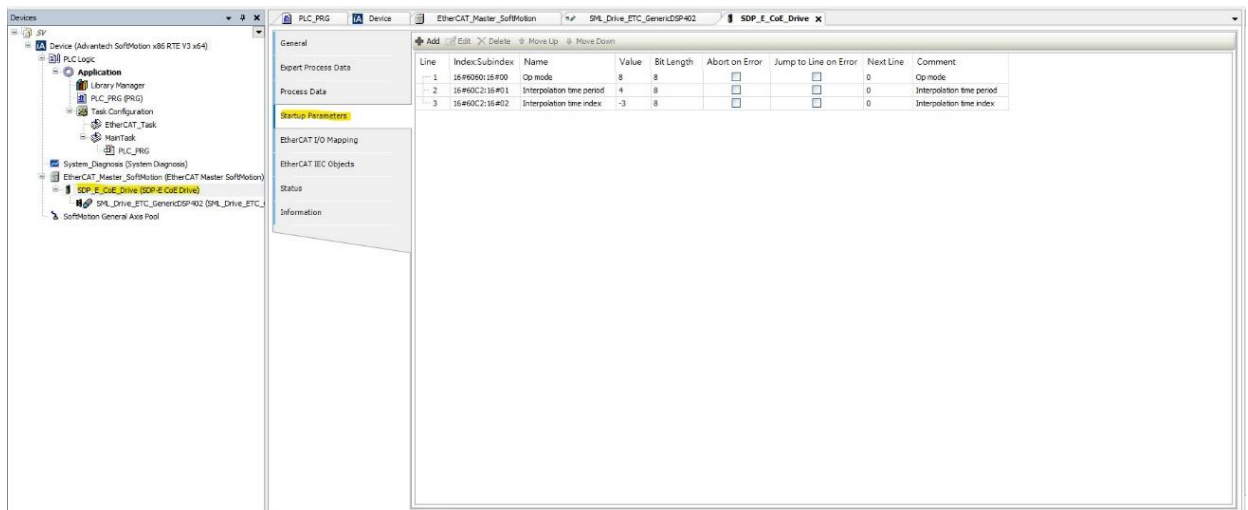 Devices
SV
Device (Advantech SoftMotion x86 RTE V3 x64)
PLC Logic
Application
Library Manager
PLC_PRG (PRG)
Task Configuration
EtherCAT_Task
MainTask
PLC_PRG
System_Diagnosis (System Diagnosis)
EtherCAT_Master_SoftMotion (EtherCAT Master SoftMotion)
SDP_E_CoE_Drive (SDP-E CoE Drive)
SML_Drive_ETC_GenericDSP402 (SML_Drive_ETC_
SoftMotion General Axis Pool
PLC_PRG Device EtherCAT_Master_SoftMotion SML_Drive_ETC_GenericDSP402 SDP_E_CoE_Drive
General
Expert Process Data
Process Data
Startup Parameters
EtherCAT I/O Mapping
EtherCAT IEC Objects
Status
Information
Add Edit Delete Move Up Move Down
Line Index:Subindex Name Value Bit Length Abort on Error Jump to Line on Error Next Line Comment
1 16#6060:16#00 Op mode 8 8 0 Op mode
2 16#60C2:16#01 Interpolation time period 4 8 0 Interpolation time period
3 16#60C2:16#02 Interpolation time index -3 8 0 Interpolation time index